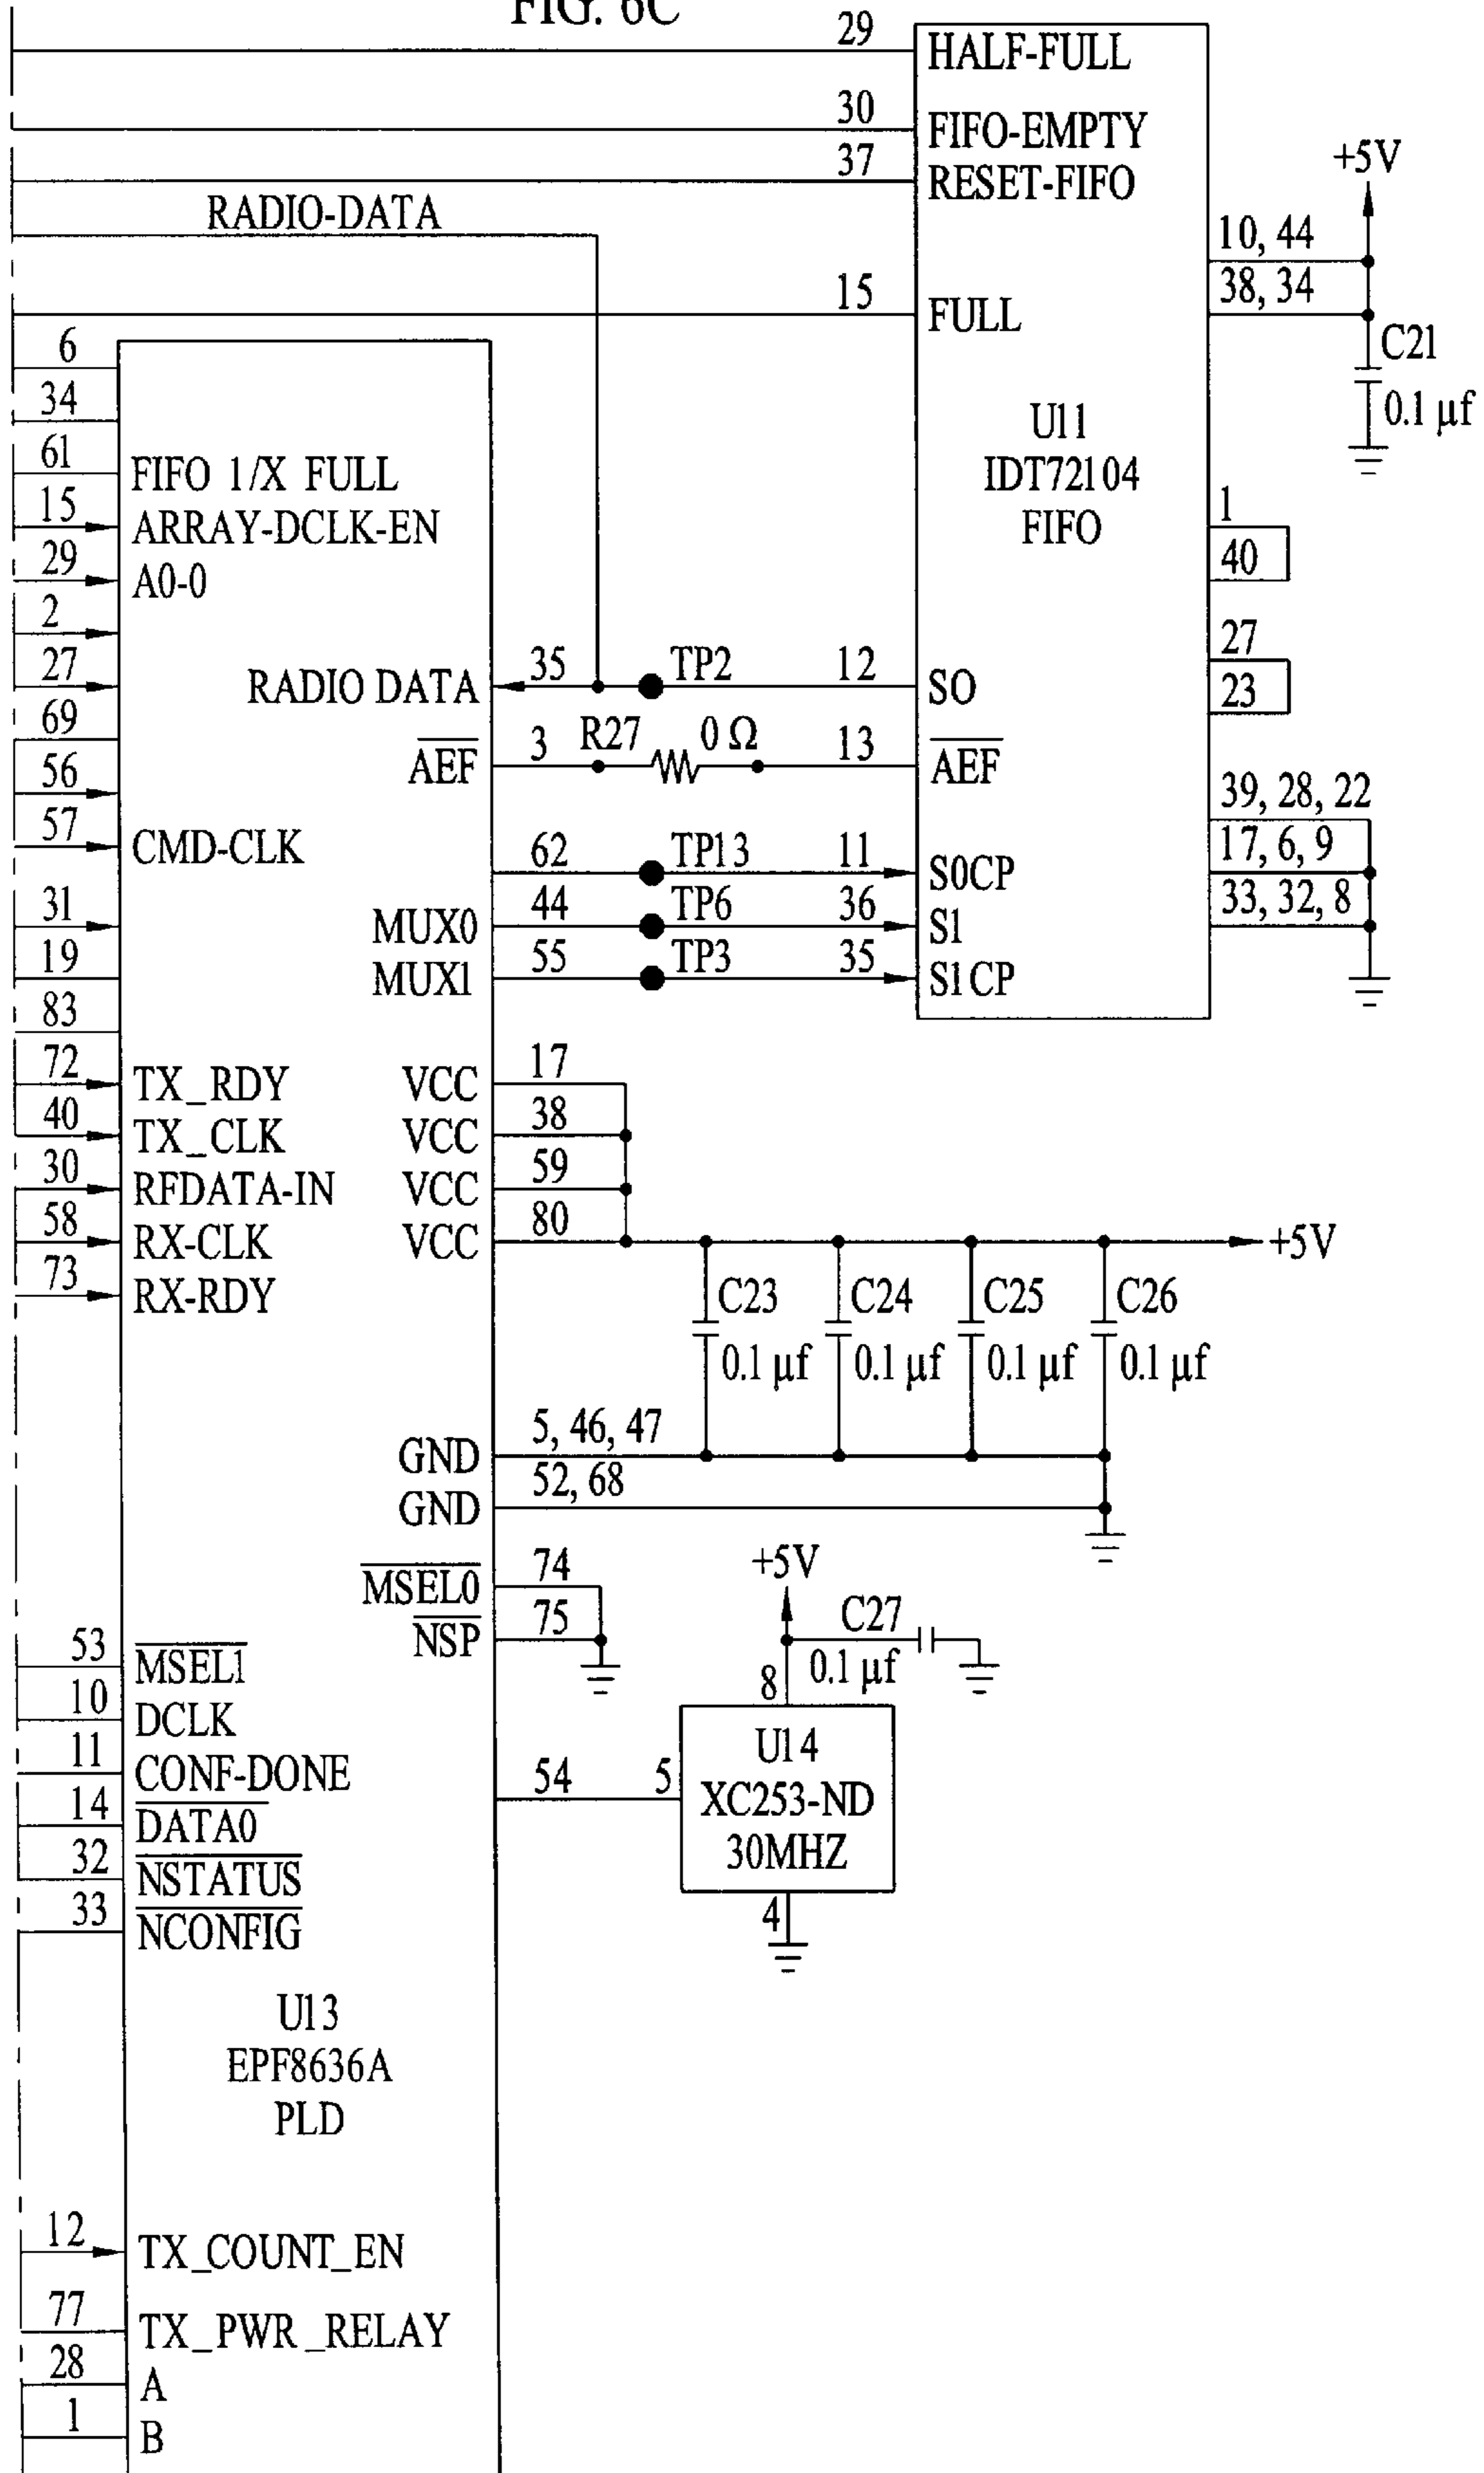 FIG. 6C
29
HALF-FULL
30
FIFO-EMPTY
37
RESET-FIFO
RADIO-DATA
15
FULL
U11
IDT72104
FIFO
+5V
10, 44
38, 34
C21
0.1 µf
1
40
27
23
39, 28, 22
17, 6, 9
33, 32, 8
6
34
61
FIFO 1/X FULL
15
ARRAY-DCLK-EN
29
A0-0
2
27
RADIO DATA
35
TP2
12
SO
69
AEF
3
R27
0 Ω
13
AEF
56
57
CMD-CLK
62
TP13
11
S0CP
31
MUX0
44
TP6
36
S1
19
MUX1
55
TP3
35
S1CP
83
72
TX_RDY
VCC
17
40
TX_CLK
VCC
38
30
RFDATA-IN
VCC
59
58
RX-CLK
VCC
80
+5V
73
RX-RDY
C23
0.1 µf
C24
0.1 µf
C25
0.1 µf
C26
0.1 µf
GND
5, 46, 47
GND
52, 68
MSEL0
74
NSP
75
+5V
C27
0.1 µf
8
53
MSEL1
10
DCLK
11
CONF-DONE
14
DATA0
32
NSTATUS
33
NCONFIG
54
5
U14
XC253-ND
30MHZ
4
U13
EPF8636A
PLD
12
TX_COUNT_EN
77
TX_PWR_RELAY
28
A
1
B